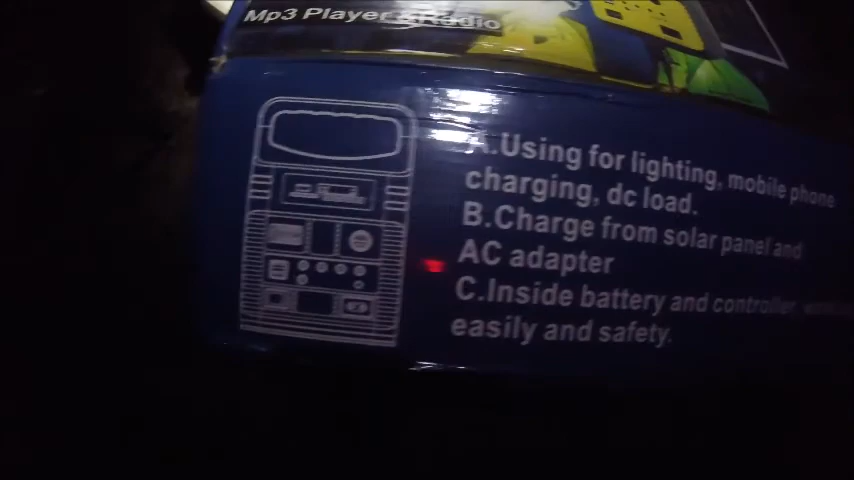 Mp3 Player & Radio
A.Using for lighting, mobile phone
charging, dc load.
B.Charge from solar panel and
AC adapter
C.Inside battery and controller
easily and safety.